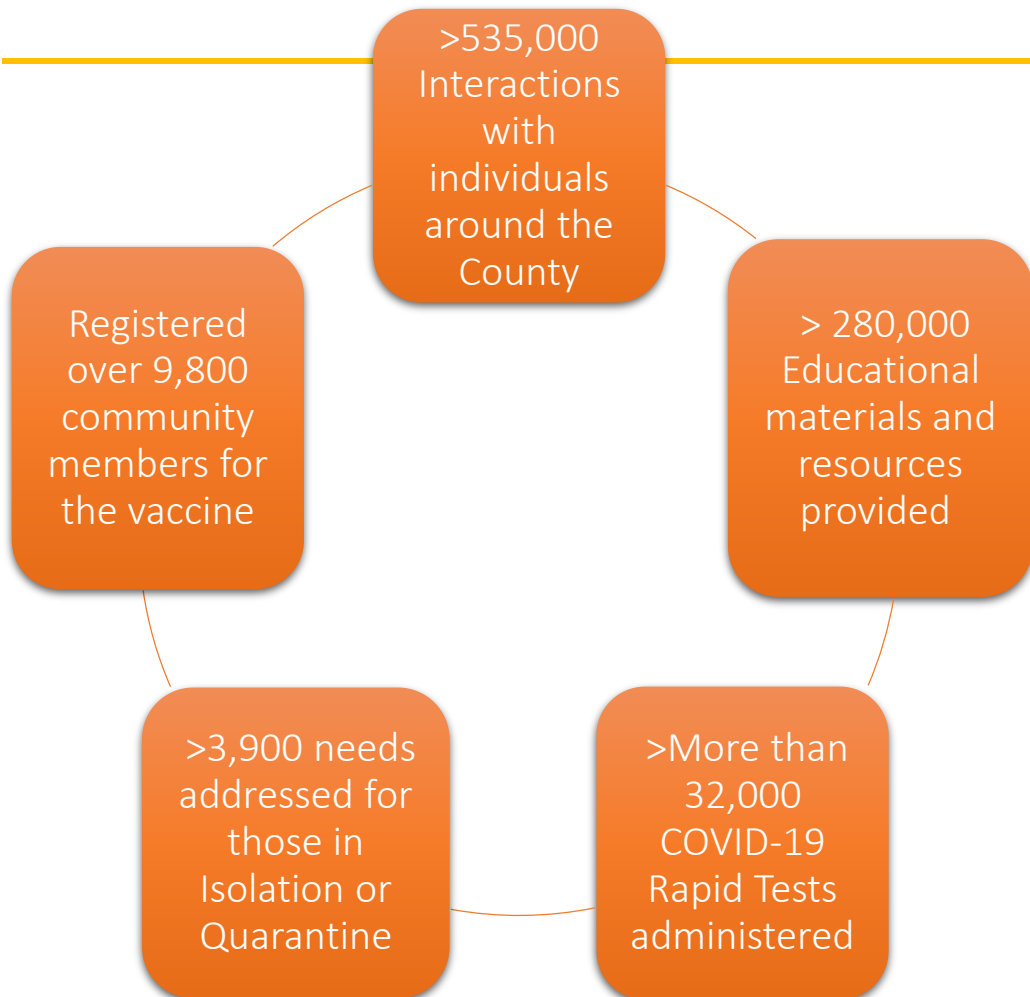 >535,000
Interactions
with
individuals
around the
County
> 280,000
Educational
materials and
resources
provided
>More than
32,000
COVID-19
Rapid Tests
administered
>3,900 needs
addressed for
those in
Isolation or
Quarantine
Registered
over 9,800
community
members for
the vaccine